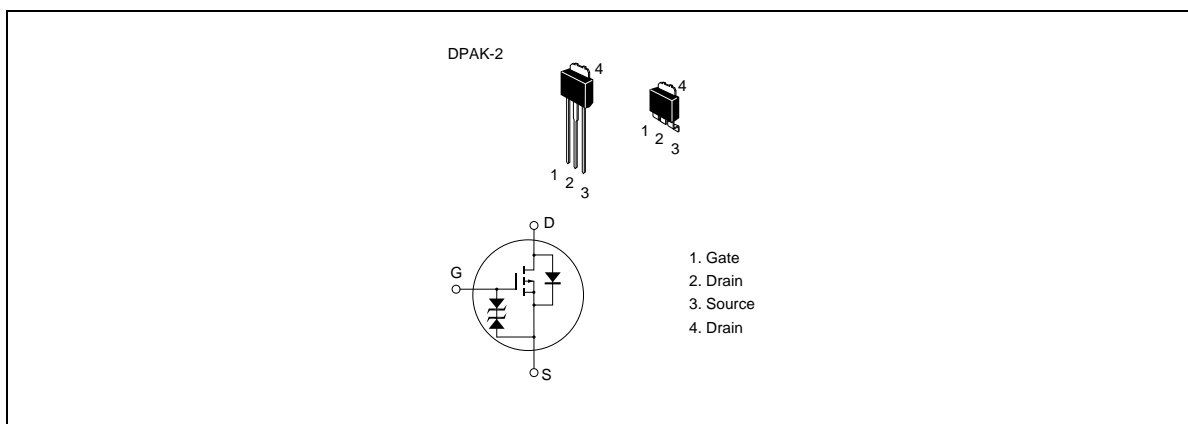 DPAK-2
4
4
1
2
3
1
2
3
D
G
S
1. Gate
2. Drain
3. Source
4. Drain